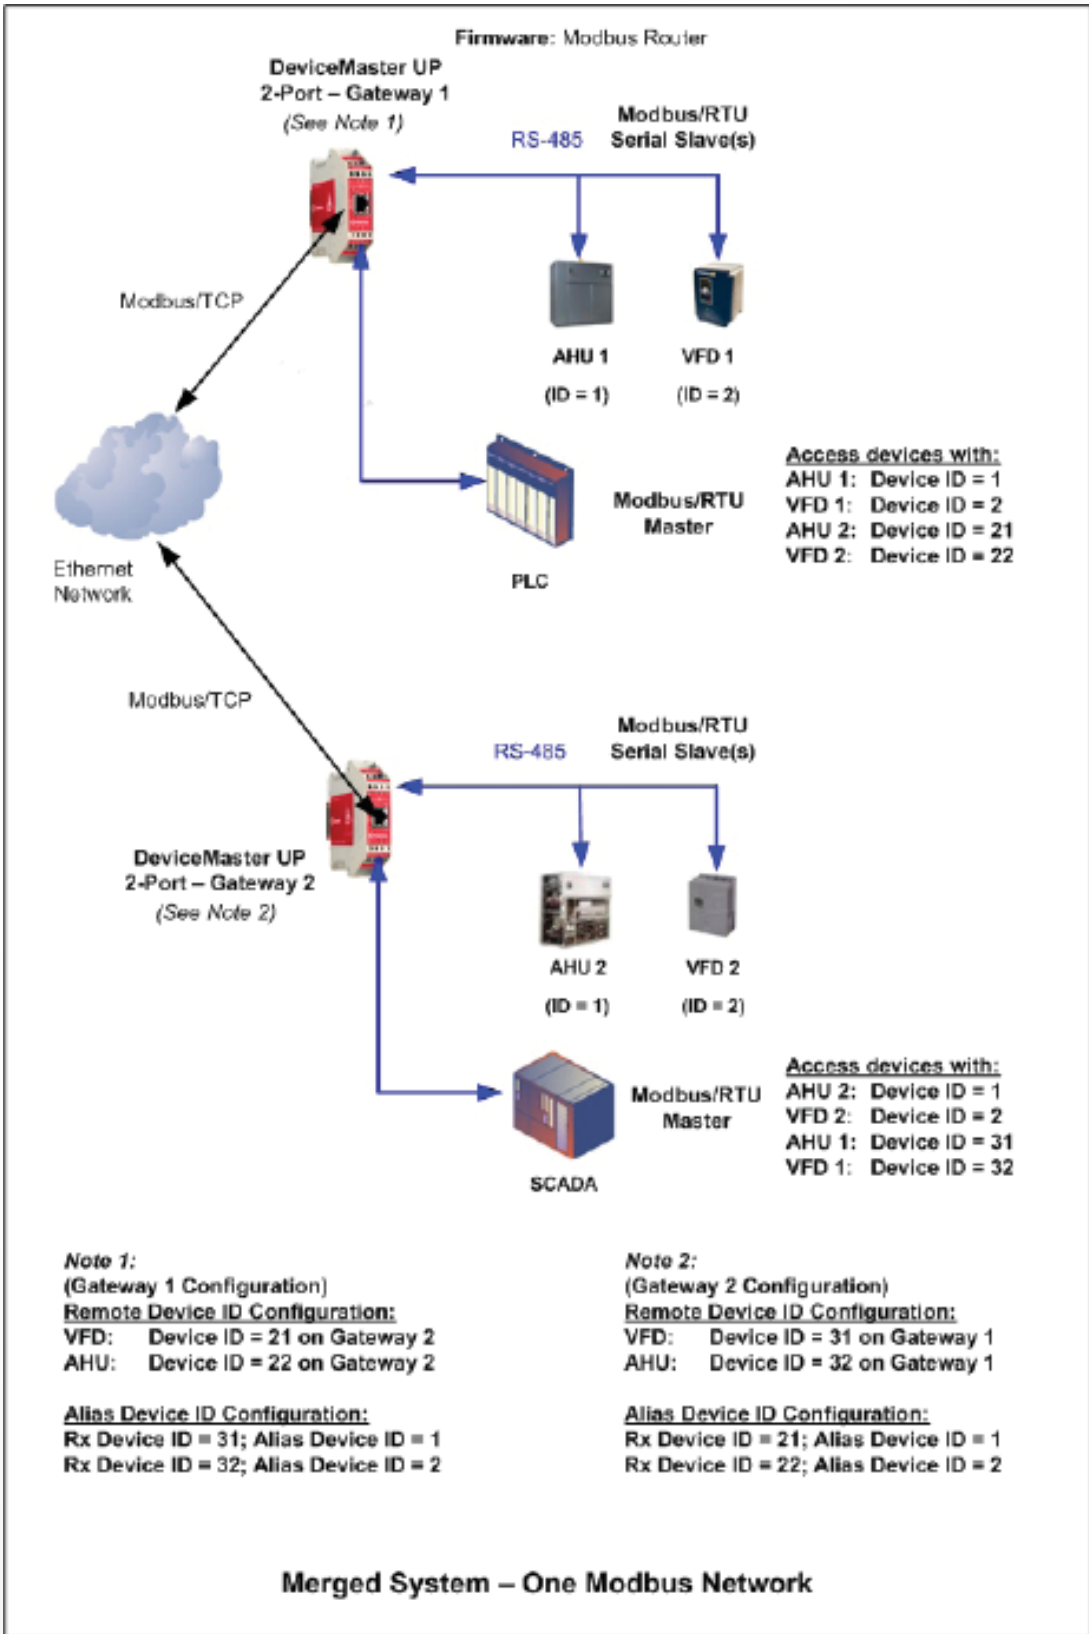 Firmware: Modbus Router
DeviceMaster UP
2-Port – Gateway 1
(See Note 1)
Modbus/RTU
RS-485 Serial Slave(s)
Modbus/TCP
AHU 1 VFD 1
(ID = 1) (ID = 2)
Access devices with:
AHU 1: Device ID = 1
VFD 1: Device ID = 2
AHU 2: Device ID = 21
VFD 2: Device ID = 22
Modbus/RTU
Master
PLC
Ethernet
Network
Modbus/TCP
Modbus/RTU
RS-485 Serial Slave(s)
DeviceMaster UP
2-Port – Gateway 2
(See Note 2)
AHU 2 VFD 2
(ID = 1) (ID = 2)
Access devices with:
AHU 2: Device ID = 1
VFD 2: Device ID = 2
AHU 1: Device ID = 31
VFD 1: Device ID = 32
Modbus/RTU
Master
SCADA
Note 1:
(Gateway 1 Configuration)
Remote Device ID Configuration:
VFD: Device ID = 21 on Gateway 2
AHU: Device ID = 22 on Gateway 2
Alias Device ID Configuration:
Rx Device ID = 31; Alias Device ID = 1
Rx Device ID = 32; Alias Device ID = 2
Note 2:
(Gateway 2 Configuration)
Remote Device ID Configuration:
VFD: Device ID = 31 on Gateway 1
AHU: Device ID = 32 on Gateway 1
Alias Device ID Configuration:
Rx Device ID = 21; Alias Device ID = 1
Rx Device ID = 22; Alias Device ID = 2
Merged System – One Modbus Network